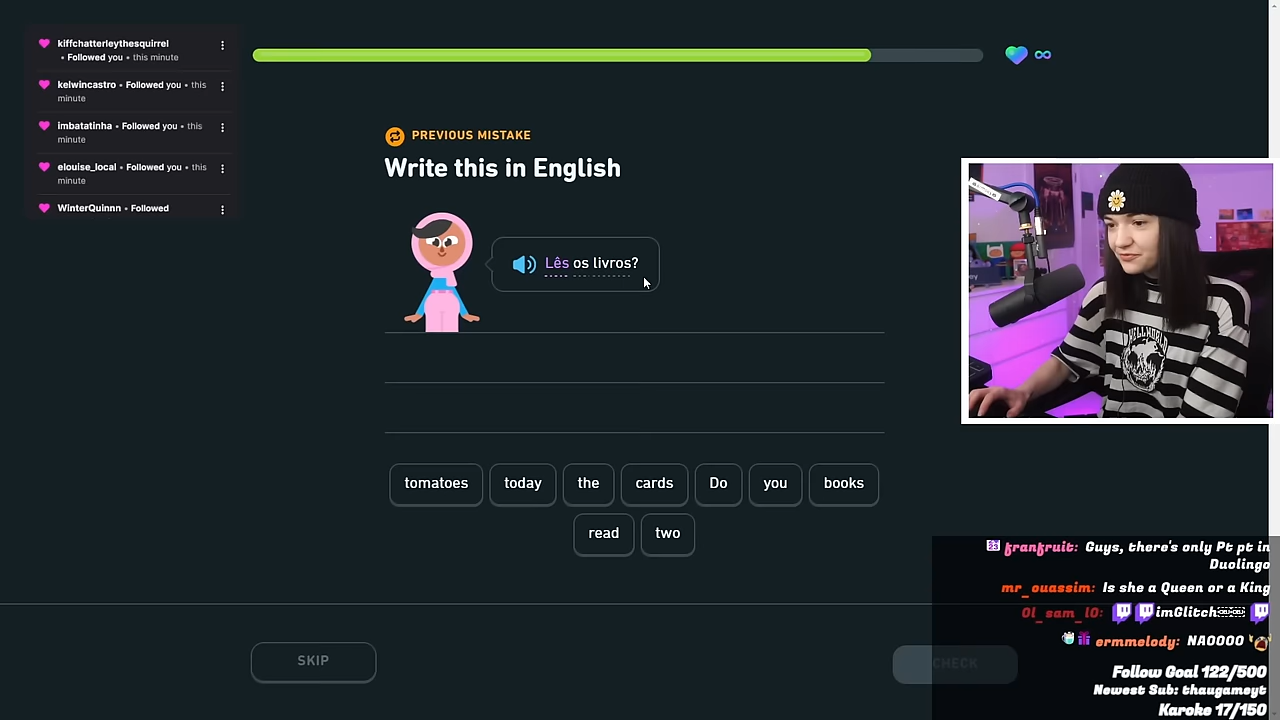 kiffchatterleythesquirrel
• Followed you • this minute
kelwincastro • Followed you • this
minute
imbatatinha • Followed you • this
minute
elouise_local • Followed you • this
minute
WinterQuinnn • Followed
PREVIOUS MISTAKE
Write this in English
Lês os livros?
tomatoes today the cards Do you books
read two
SKIP
CHECK
HELLWORLD
franfruit: Guys, there's only Pt pt in
Duolingo
mr_ouassim: Is she a Queen or a King
Ol_sam_lO: imGlitch
ermmelody: NAOOOO
Follow Goal 122/500
Newest Sub: thaugameyt
Karoke 17/150